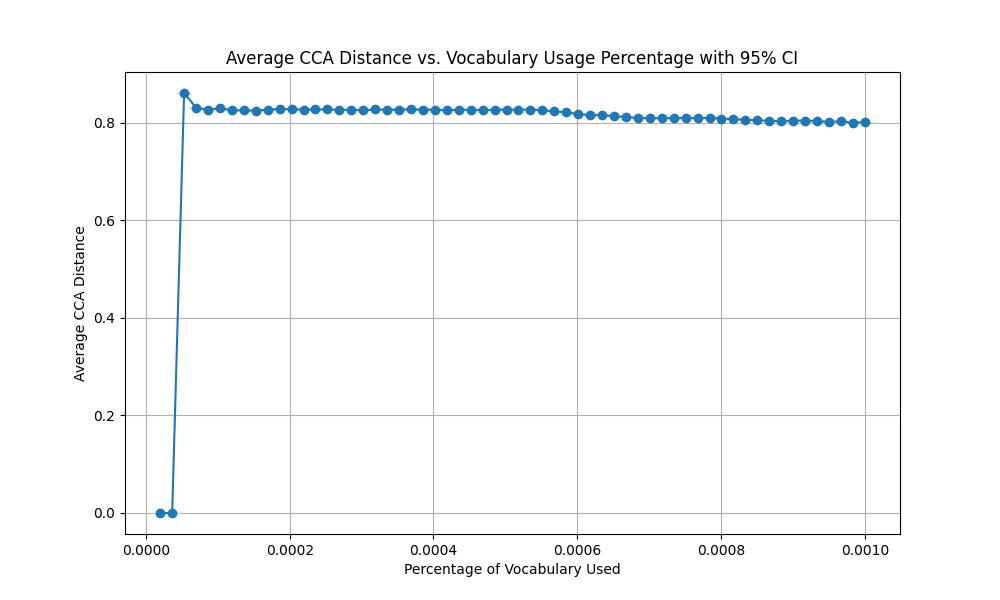 Average CCA Distance vs. Vocabulary Usage Percentage with 95% CI
Average CCA Distance
0.8
0.6
0.4
0.2
0.0
0.0000 0.0002 0.0004 0.0006 0.0008 0.0010
Percentage of Vocabulary Used